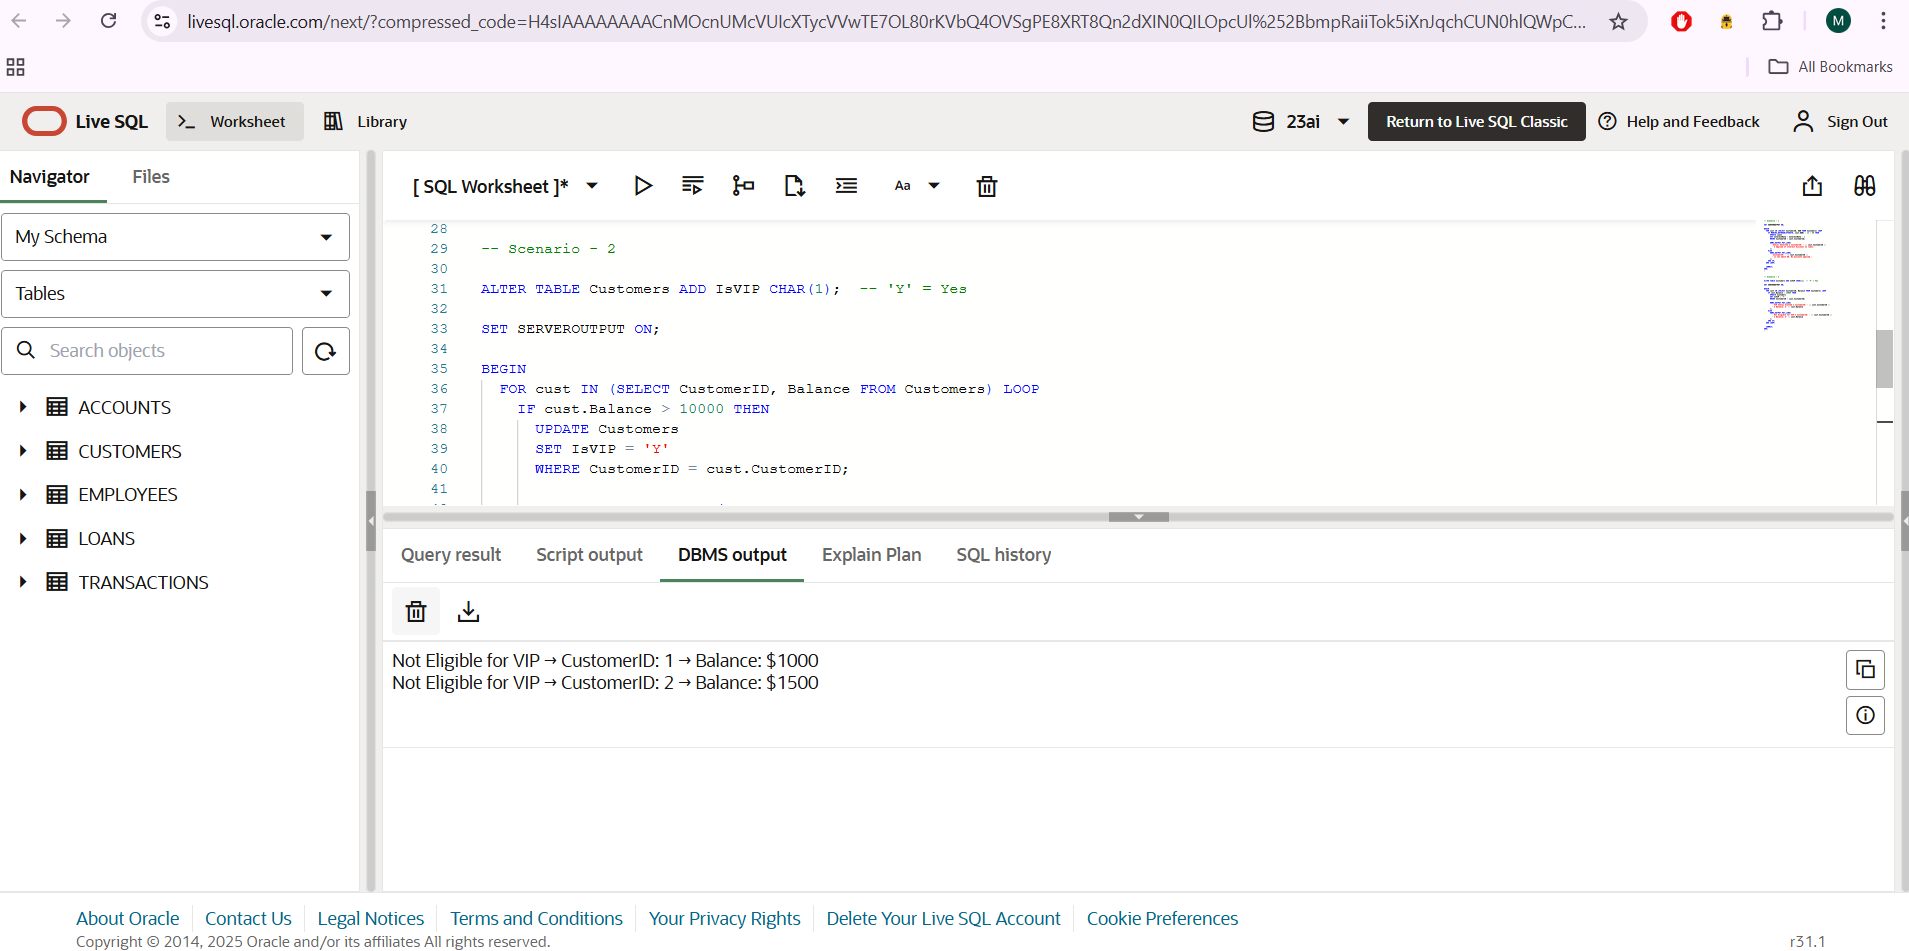 livesql.oracle.com/next/?compressed_code=H4sIAAAAAAAACnMOcnUMcVUIcXTycVVwTE7OL80rKVbQ4OVSgPE8XRT8Qn2dXIN0QILOpcUl%252BbmpRaiiTok5iXnJqchCUN0hlQWpC...
M
All Bookmarks
Live SQL
Worksheet
Library
23ai
Return to Live SQL Classic
Help and Feedback
Sign Out
Navigator
Files
[ SQL Worksheet ]*
Aa
My Schema
Tables
Search objects
ACCOUNTS
CUSTOMERS
EMPLOYEES
LOANS
TRANSACTIONS
28
29 -- Scenario - 2
30
31 ALTER TABLE Customers ADD IsVIP CHAR(1);  -- 'Y' = Yes
32
33 SET SERVEROUTPUT ON;
34
35 BEGIN
36 FOR cust IN (SELECT CustomerID, Balance FROM Customers) LOOP
37 IF cust.Balance > 10000 THEN
38 UPDATE Customers
39 SET IsVIP = 'Y'
40 WHERE CustomerID = cust.CustomerID;
41
Query result
Script output
DBMS output
Explain Plan
SQL history
Not Eligible for VIP → CustomerID: 1 → Balance: $1000
Not Eligible for VIP → CustomerID: 2 → Balance: $1500
About Oracle
Contact Us
Legal Notices
Terms and Conditions
Your Privacy Rights
Delete Your Live SQL Account
Cookie Preferences
Copyright © 2014, 2025 Oracle and/or its affiliates All rights reserved.
r31.1